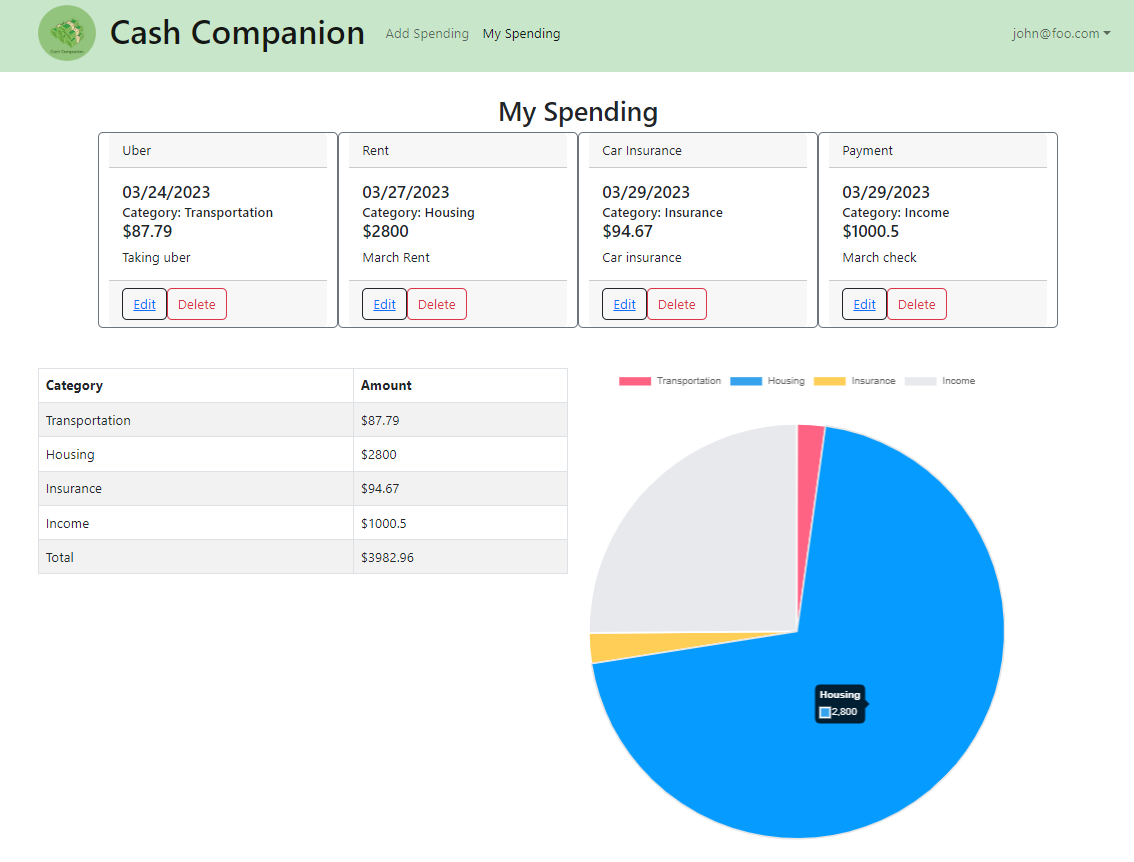 Cash Companion
Cash Companion Add Spending My Spending john@foo.com
My Spending
Uber
03/24/2023
Category: Transportation
$87.79
Taking uber
Edit Delete
Rent
03/27/2023
Category: Housing
$2800
March Rent
Edit Delete
Car Insurance
03/29/2023
Category: Insurance
$94.67
Car insurance
Edit Delete
Payment
03/29/2023
Category: Income
$1000.5
March check
Edit Delete
Category Amount
Transportation $87.79
Housing $2800
Insurance $94.67
Income $1000.5
Total $3982.96
Transportation Housing Insurance Income
Housing
2,800